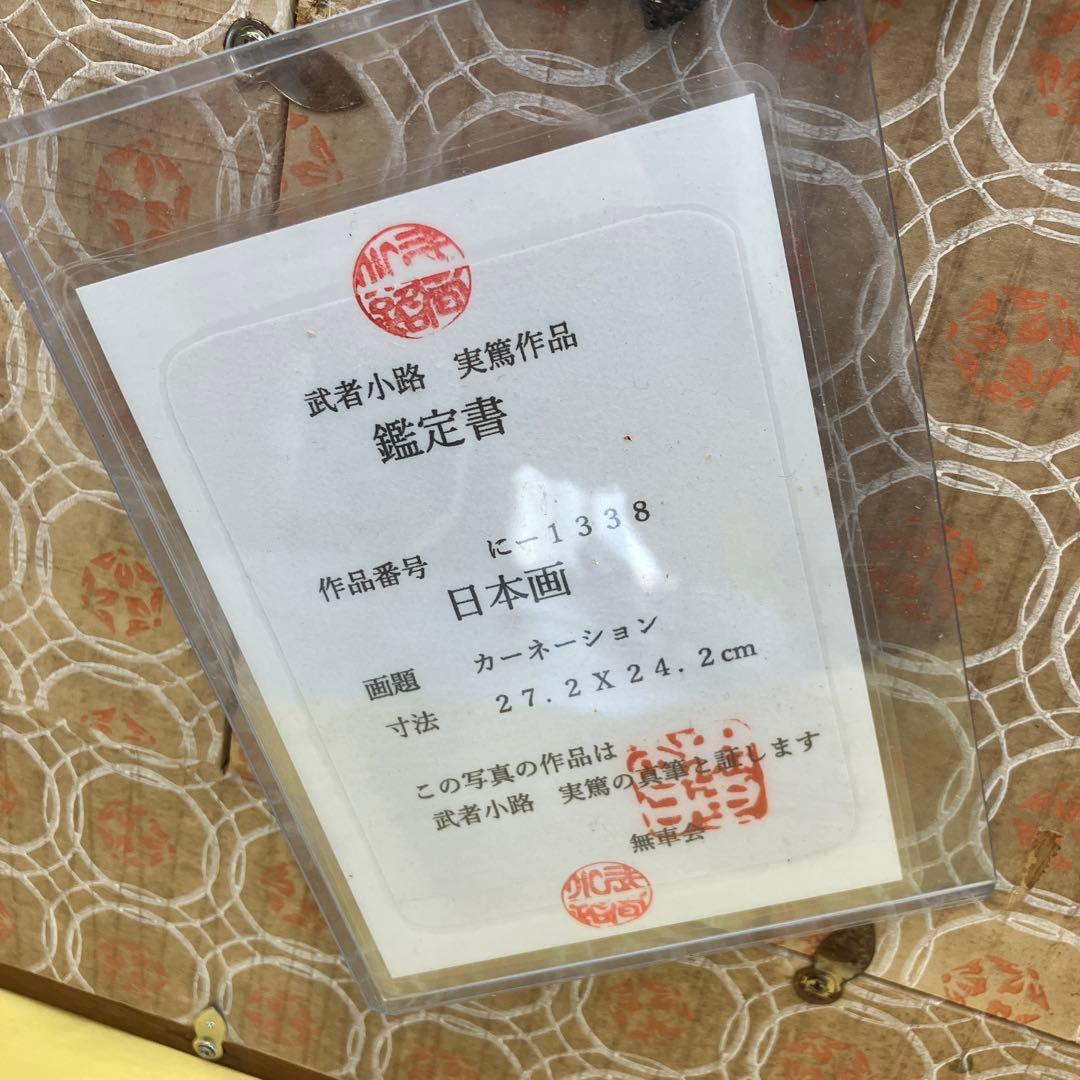 武者小路　実篤作品
鑑定書
作品番号　に－１３３８
日本画
画題　カーネーション
寸法　２７．２Ｘ２４．２cm
この写真の作品は
武者小路　実篤の真筆と証します
無車会